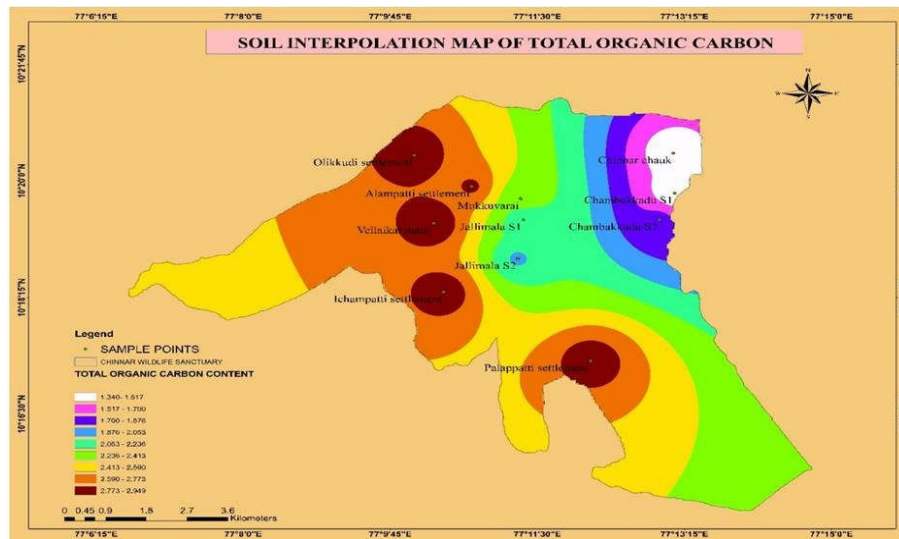 77°6'15"E 77°8'0"E 77°9'45"E 77°11'30"E 77°13'15"E 77°15'0"E
SOIL INTERPOLATION MAP OF TOTAL ORGANIC CARBON
10°21'45"N
N
W E
S
10°20'0"N
10°18'15"N
10°16'30"N
Olikkudi settlement
Chinnar chauk
Alampatti settlement
Mukkuvarai
Chambakkadu S1
Vellaikal
Jallimala S1
Chambakkadu S2
Jallimala S2
Ichampatti settlement
Palappatti settlement
Legend
SAMPLE POINTS
CHINNAR WILDLIFE SANCTUARY
TOTAL ORGANIC CARBON CONTENT
1.340 - 1.517
1.517 - 1.700
1.700 - 1.876
1.876 - 2.053
2.053 - 2.236
2.236 - 2.413
2.413 - 2.590
2.590 - 2.773
2.773 - 2.949
0 0.45 0.9 1.8 2.7 3.6
Kilometers
77°6'15"E 77°8'0"E 77°9'45"E 77°11'30"E 77°13'15"E 77°15'0"E